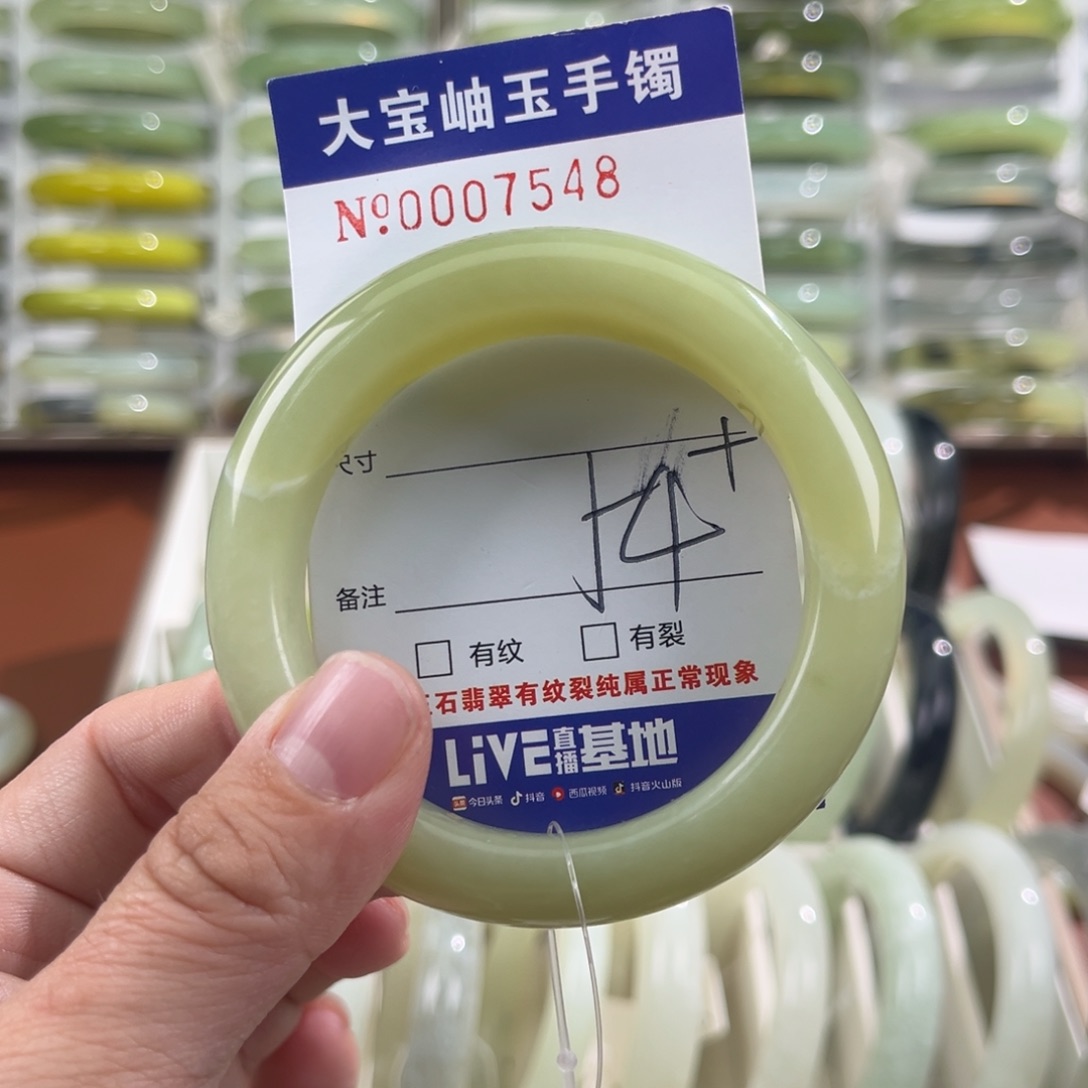 大宝岫玉手镯
№0007548
尺寸
备注
有纹 有裂
石翡翠有纹裂纯属正常现象
LiVE直播基地
今日头条 抖音 西瓜视频 抖音火山版